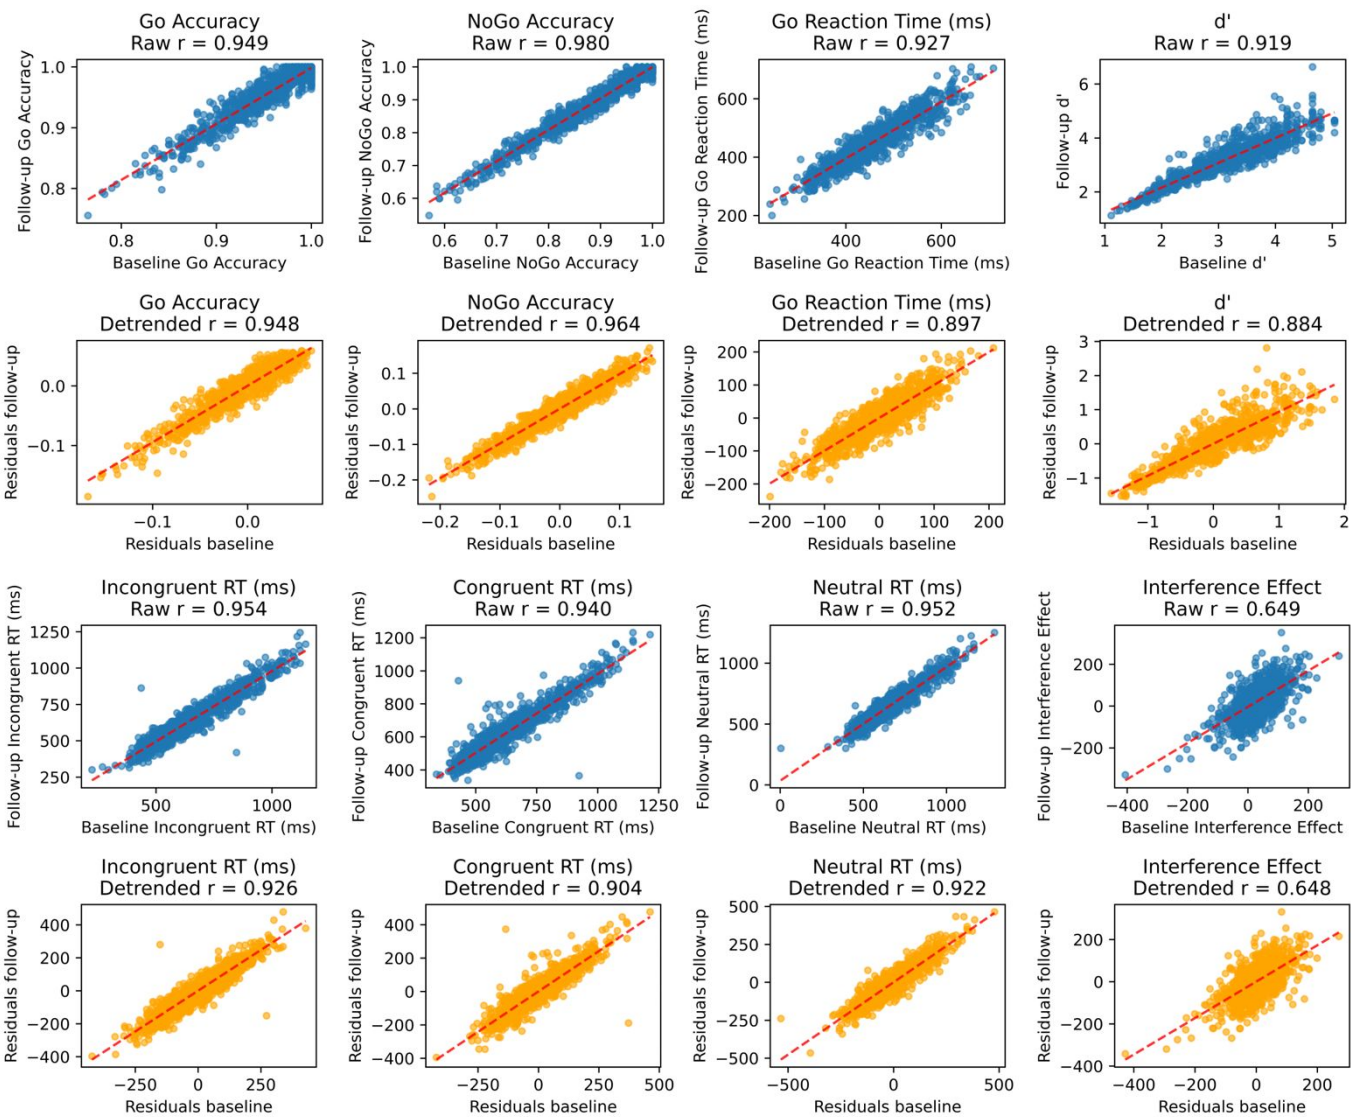 Go Accuracy
Raw r = 0.949
Follow-up Go Accuracy
1.0
0.9
0.8
0.8
0.9
1.0
Baseline Go Accuracy
NoGo Accuracy
Raw r = 0.980
Follow-up NoGo Accuracy
1.0
0.9
0.8
0.7
0.6
0.6
0.7
0.8
0.9
1.0
Baseline NoGo Accuracy
Go Reaction Time (ms)
Raw r = 0.927
Follow-up Go Reaction Time (ms)
600
400
200
400
600
Baseline Go Reaction Time (ms)
d'
Raw r = 0.919
Follow-up d'
6
4
2
1
2
3
4
5
Baseline d'
Go Accuracy
Detrended r = 0.948
Residuals follow-up
0.0
−0.1
−0.1
0.0
Residuals baseline
NoGo Accuracy
Detrended r = 0.964
Residuals follow-up
0.1
0.0
−0.1
−0.2
−0.2
−0.1
0.0
0.1
Residuals baseline
Go Reaction Time (ms)
Detrended r = 0.897
Residuals follow-up
200
100
0
−100
−200
−200
−100
0
100
200
Residuals baseline
d'
Detrended r = 0.884
Residuals follow-up
3
2
1
0
−1
−1
0
1
2
Residuals baseline
Incongruent RT (ms)
Raw r = 0.954
Follow-up Incongruent RT (ms)
1250
1000
750
500
250
500
1000
Baseline Incongruent RT (ms)
Congruent RT (ms)
Raw r = 0.940
Follow-up Congruent RT (ms)
1200
1000
800
600
400
500
750
1000
1250
Baseline Congruent RT (ms)
Neutral RT (ms)
Raw r = 0.952
Follow-up Neutral RT (ms)
1000
500
0
0
500
1000
Baseline Neutral RT (ms)
Interference Effect
Raw r = 0.649
Follow-up Interference Effect
200
0
−200
−400
−200
0
200
Baseline Interference Effect
Incongruent RT (ms)
Detrended r = 0.926
Residuals follow-up
400
200
0
−200
−400
−250
0
250
Residuals baseline
Congruent RT (ms)
Detrended r = 0.904
Residuals follow-up
400
200
0
−200
−400
−250
0
250
500
Residuals baseline
Neutral RT (ms)
Detrended r = 0.922
Residuals follow-up
500
250
0
−250
−500
−500
0
500
Residuals baseline
Interference Effect
Detrended r = 0.648
Residuals follow-up
200
0
−200
−400
−400
−200
0
200
Residuals baseline